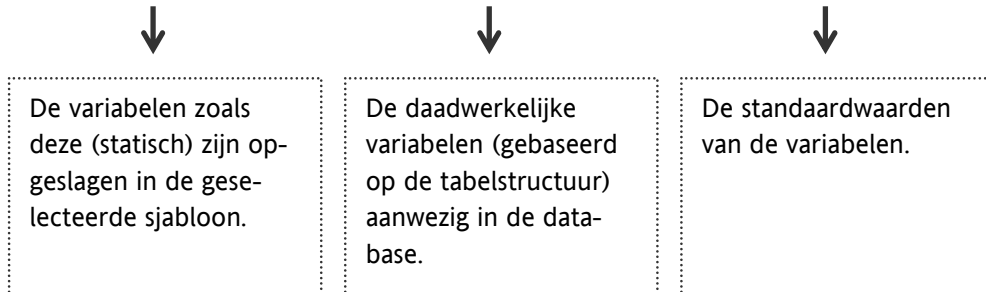 De variabelen zoals
deze (statisch) zijn op-
geslagen in de gese-
lecteerde sjabloon.
De daadwerkelijke
variabelen (gebaseerd
op de tabelstructuur)
aanwezig in de data-
base.
De standaardwaarden
van de variabelen.